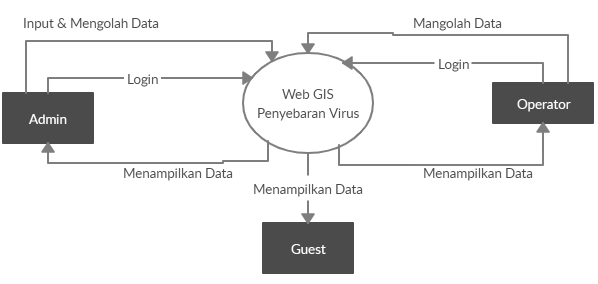 Input & Mengolah Data
Mangolah Data
Login
Login
Web GIS
Penyebaran Virus
Admin
Operator
Menampilkan Data
Menampilkan Data
Menampilkan Data
Guest